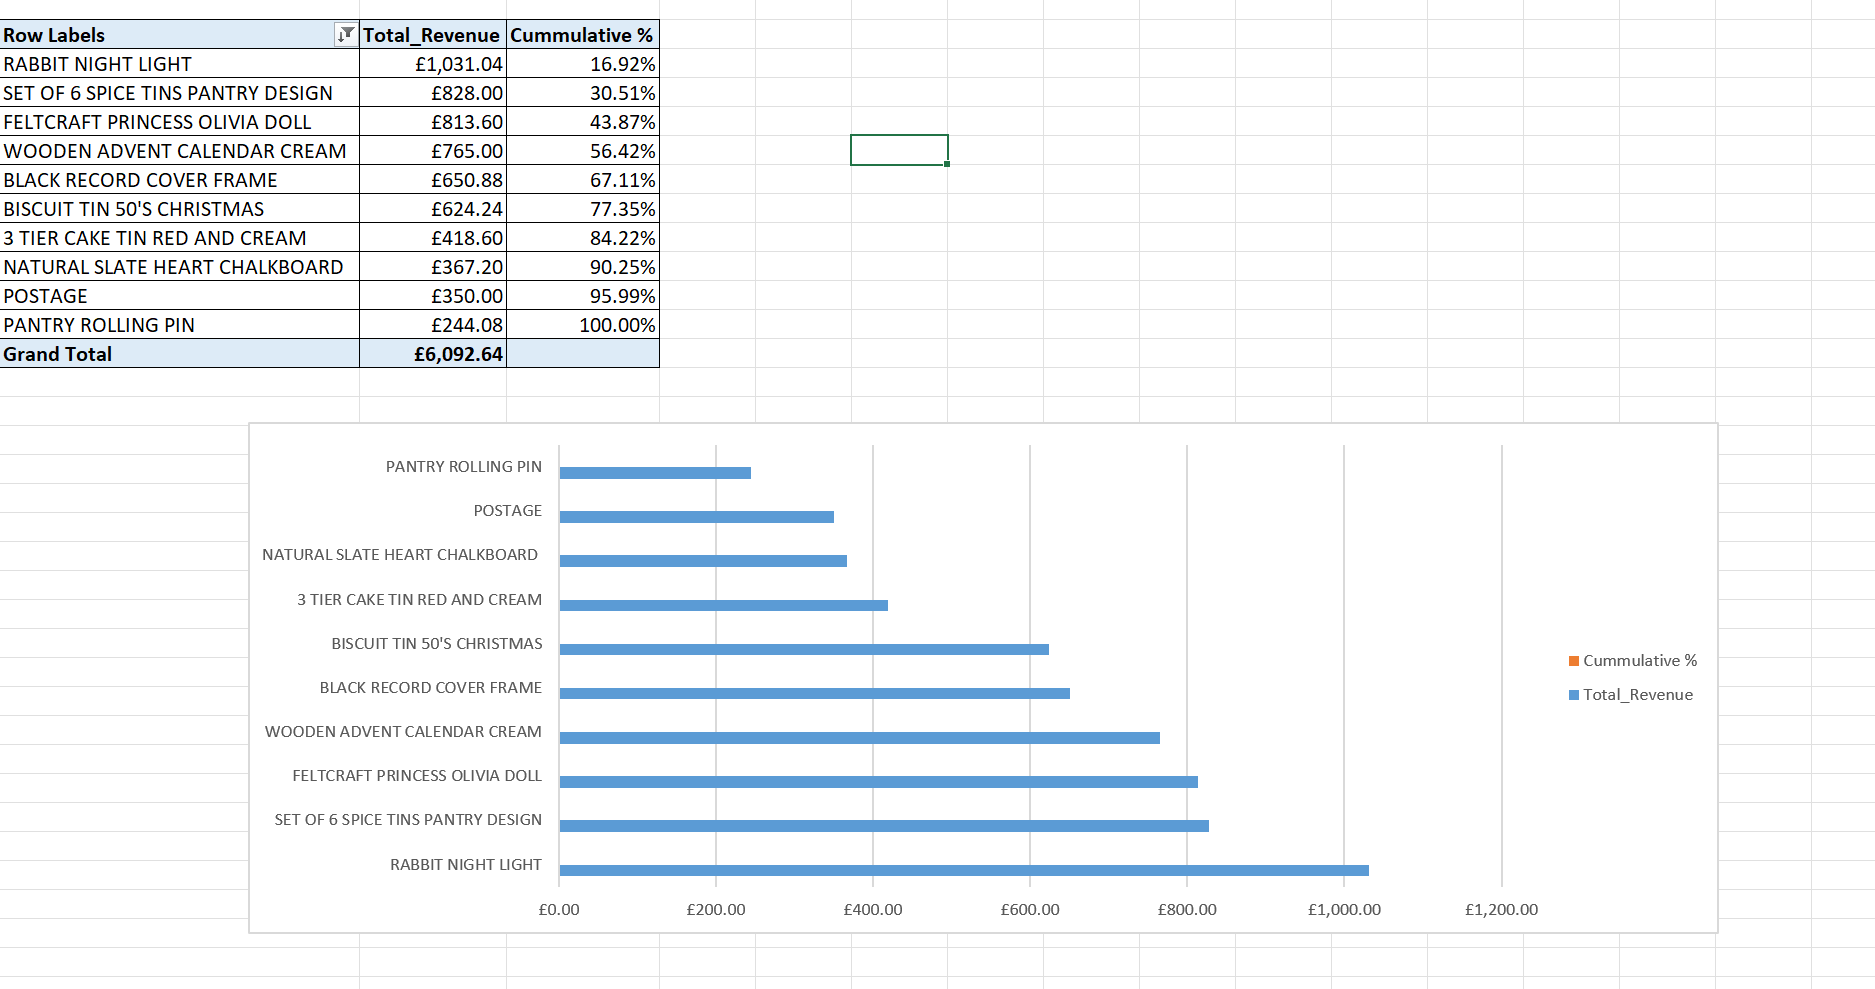 Row Labels Total_Revenue Cummulative %
RABBIT NIGHT LIGHT £1,031.04 16.92%
SET OF 6 SPICE TINS PANTRY DESIGN £828.00 30.51%
FELTCRAFT PRINCESS OLIVIA DOLL £813.60 43.87%
WOODEN ADVENT CALENDAR CREAM £765.00 56.42%
BLACK RECORD COVER FRAME £650.88 67.11%
BISCUIT TIN 50'S CHRISTMAS £624.24 77.35%
3 TIER CAKE TIN RED AND CREAM £418.60 84.22%
NATURAL SLATE HEART CHALKBOARD £367.20 90.25%
POSTAGE £350.00 95.99%
PANTRY ROLLING PIN £244.08 100.00%
Grand Total £6,092.64
PANTRY ROLLING PIN
POSTAGE
NATURAL SLATE HEART CHALKBOARD
3 TIER CAKE TIN RED AND CREAM
BISCUIT TIN 50'S CHRISTMAS
BLACK RECORD COVER FRAME
WOODEN ADVENT CALENDAR CREAM
FELTCRAFT PRINCESS OLIVIA DOLL
SET OF 6 SPICE TINS PANTRY DESIGN
RABBIT NIGHT LIGHT
£0.00 £200.00 £400.00 £600.00 £800.00 £1,000.00 £1,200.00
Cummulative %
Total_Revenue